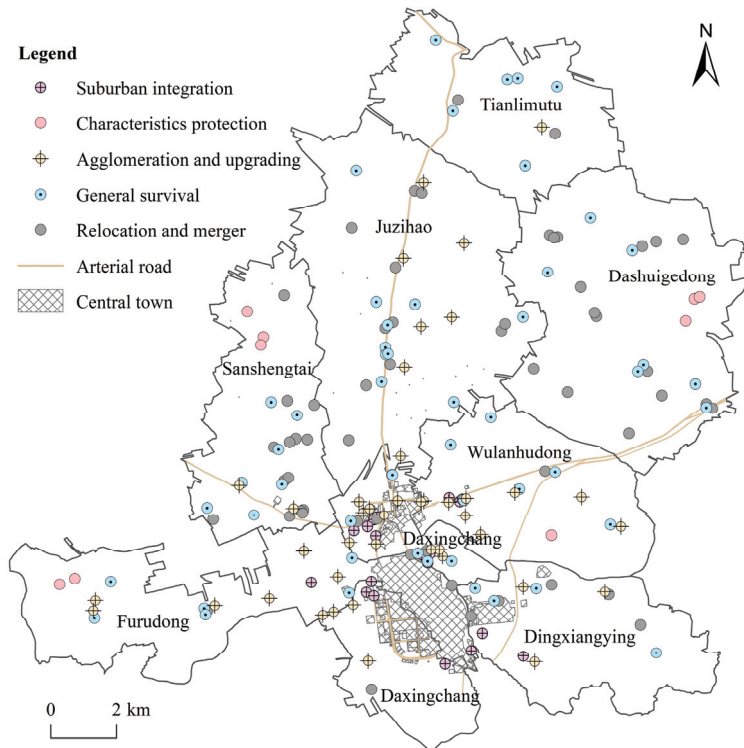 N
Legend
Suburban integration
Characteristics protection
Agglomeration and upgrading
General survival
Relocation and merger
Arterial road
Central town
Tianlimutu
Juzihao
Dashuigedong
Sanshengtai
Wulanhudong
Daxingchang
Furudong
Dingxiangying
Daxingchang
0 2 km